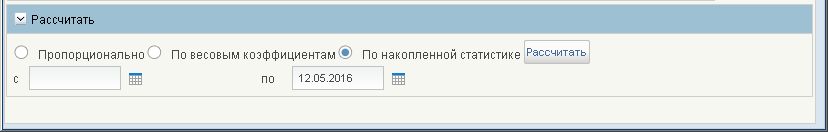 Рассчитать
Пропорционально По весовым коэффициентам По накопленной статистике Рассчитать
с по 12.05.2016